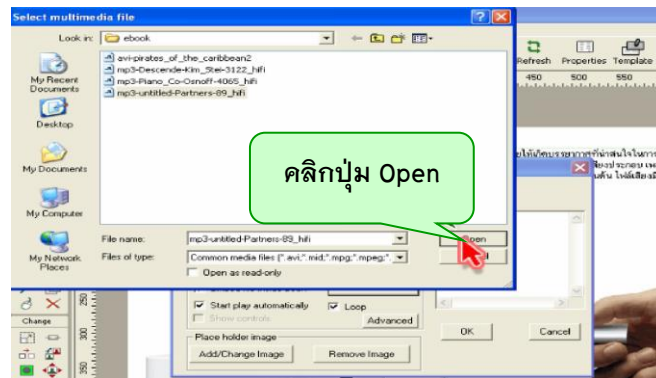 Select multimedia file
Look in: ebook
Refresh Properties Template
450 500 550
My Recent Documents
Desktop
My Documents
My Computer
My Network Places
avi-pirates_of_the_caribbean2
mp3-Descende-Kim_Stei-3122_hifi
mp3-Piano_Co-Osnoff-4065_hifi
mp3-untitled-Partners-89_hifi
คลิกปุ่ม Open
File name: mp3-untitled-Partners-89_hifi Open
Files of type: Common media files (*.avi;*.mid;*.mpg;*.mpeg;*.
Open as read-only
Start play automatically Loop
Show controls Advanced
Place holder image
Add/Change Image Remove Image
OK Cancel
Change
250
300
350